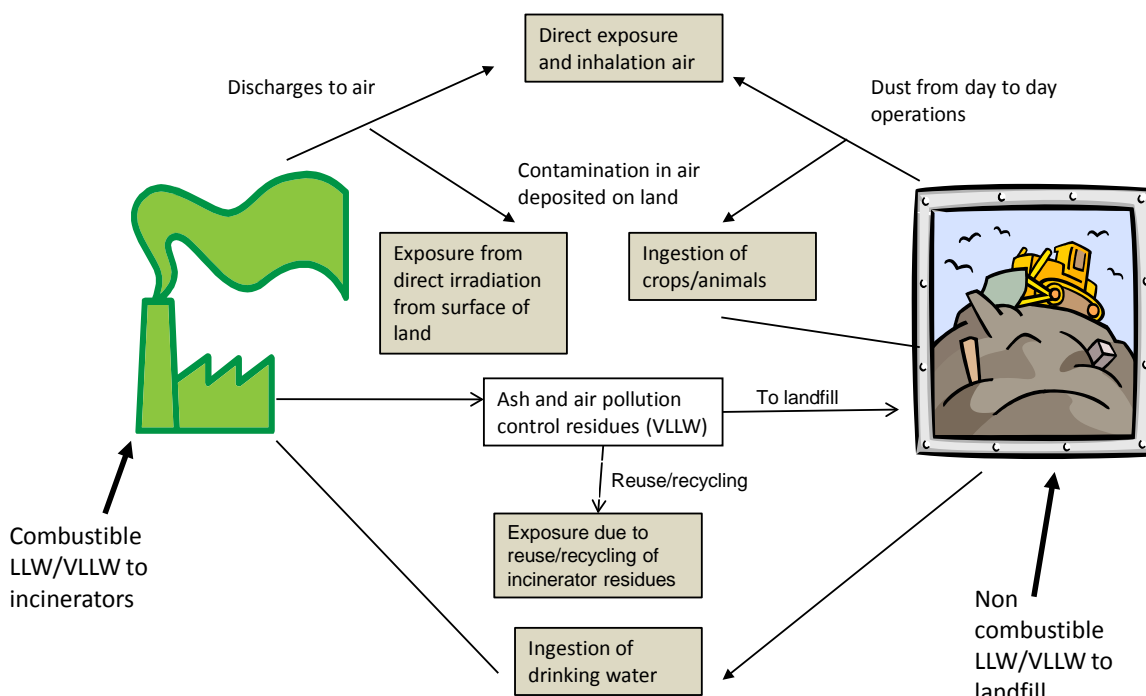 Direct exposure
and inhalation air
Discharges to air
Dust from day to day
operations
Contamination in air
deposited on land
Exposure from
direct irradiation
from surface of
land
Ingestion of
crops/animals
Ash and air pollution
control residues (VLLW)
To landfill
Reuse/recycling
Exposure due to
reuse/recycling of
incinerator residues
Combustible
LLW/VLLW to
incinerators
Non
combustible
LLW/VLLW to
landfill
Ingestion of
drinking water